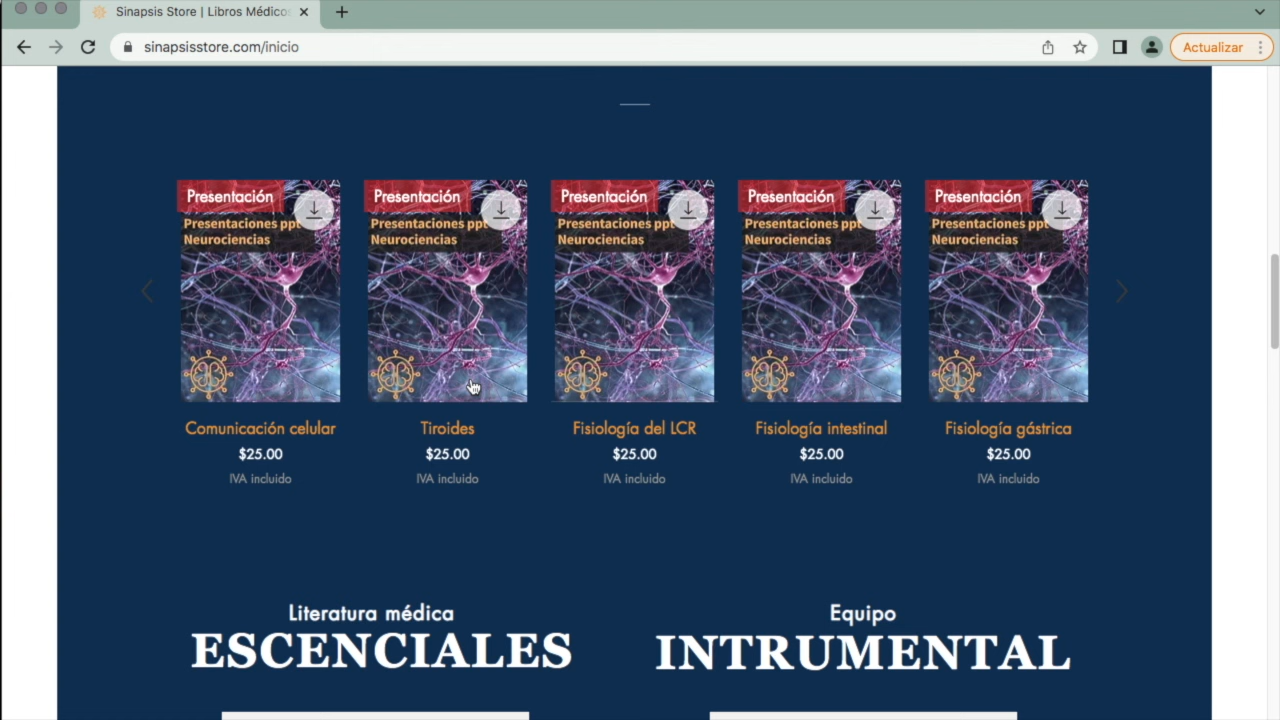 Sinapsis Store | Libros Médicos
sinapsisstore.com/inicio
Actualizar
Presentación
Presentaciones ppt
Neurociencias
Comunicación celular
$25.00
IVA incluido
Presentación
Presentaciones ppt
Neurociencias
Tiroides
$25.00
IVA incluido
Presentación
Presentaciones ppt
Neurociencias
Fisiología del LCR
$25.00
IVA incluido
Presentación
Presentaciones ppt
Neurociencias
Fisiología intestinal
$25.00
IVA incluido
Presentación
Presentaciones ppt
Neurociencias
Fisiología gástrica
$25.00
IVA incluido
Literatura médica
ESCENCIALES
Equipo
INTRUMENTAL